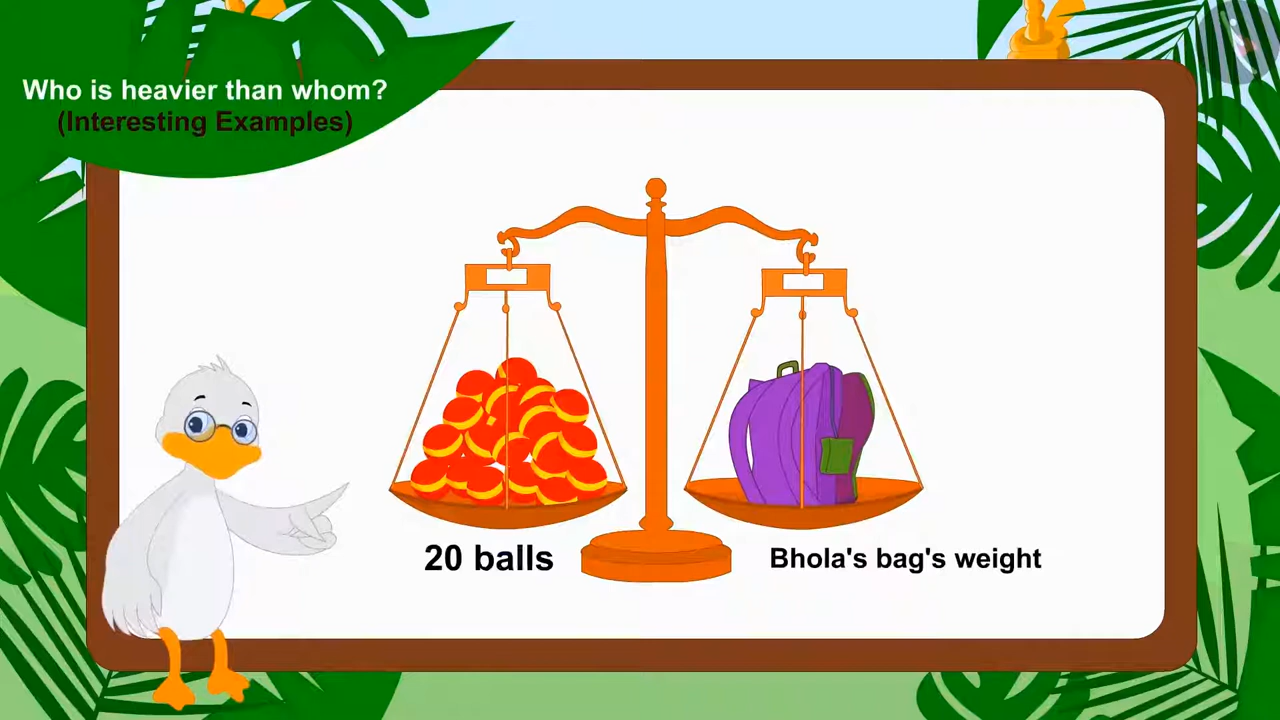 Who is heavier than whom?
(Interesting Examples)
20 balls
Bhola's bag's weight